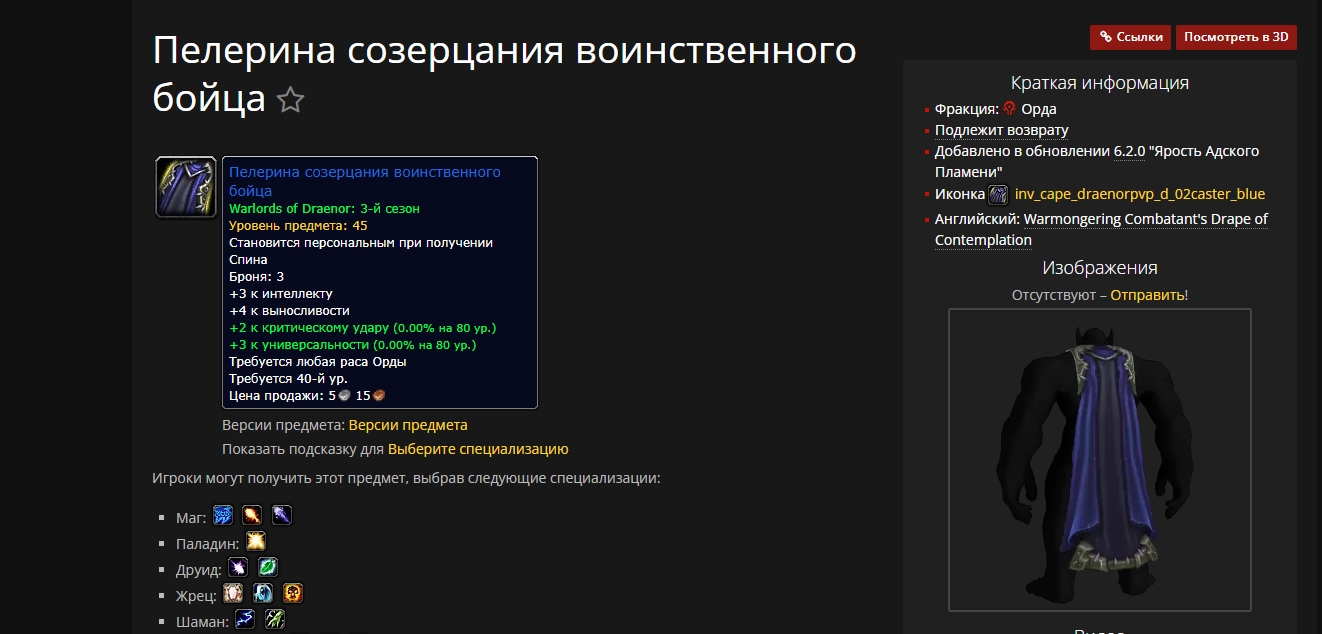 Пелерина созерцания воинственного
бойца
Ссылки
Посмотреть в 3D
Пелерина созерцания воинственного
бойца
Warlords of Draenor: 3-й сезон
Уровень предмета: 45
Становится персональным при получении
Спина
Броня: 3
+3 к интеллекту
+4 к выносливости
+2 к критическому удару (0.00% на 80 ур.)
+3 к универсальности (0.00% на 80 ур.)
Требуется любая раса Орды
Требуется 40-й ур.
Цена продажи: 5 15
Версии предмета: Версии предмета
Показать подсказку для Выберите специализацию
Игроки могут получить этот предмет, выбрав следующие специализации:
Маг:
Паладин:
Друид:
Жрец:
Шаман:
Краткая информация
Фракция: Орда
Подлежит возврату
Добавлено в обновлении 6.2.0 "Ярость Адского
Пламени"
Иконка inv_cape_draenorpvp_d_02caster_blue
Английский: Warmongering Combatant's Drape of
Contemplation
Изображения
Отсутствуют – Отправить!